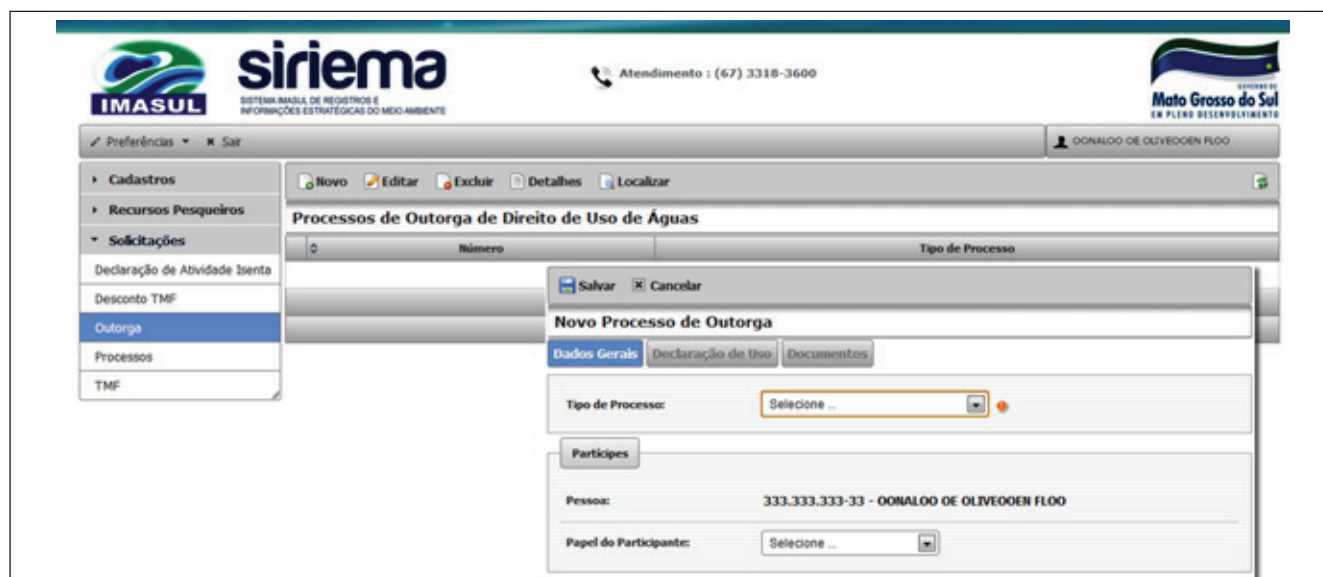 IMASUL
siriema
SISTEMA IMASUL DE REGISTROS E
INFORMAÇÕES ESTRATÉGICAS DO MEIO AMBIENTE
Atendimento : (67) 3318-3600
GOVERNO DE
Mato Grosso do Sul
EM PLENO DESENVOLVIMENTO
Preferências Sair
OONALOO OE OLIVEOOEN FLOO
Cadastros
Recursos Pesqueiros
Solicitações
Declaração de Atividade Isenta
Desconto TMF
Outorga
Processos
TMF
Novo Editar Excluir Detalhes Localizar
Processos de Outorga de Direito de Uso de Águas
Número Tipo de Processo
Salvar Cancelar
Novo Processo de Outorga
Dados Gerais Declaração de Uso Documentos
Tipo de Processo: Selecione ...
Partícipes
Pessoa: 333.333.333-33 - OONALOO OE OLIVEOOEN FLOO
Papel do Participante: Selecione ...